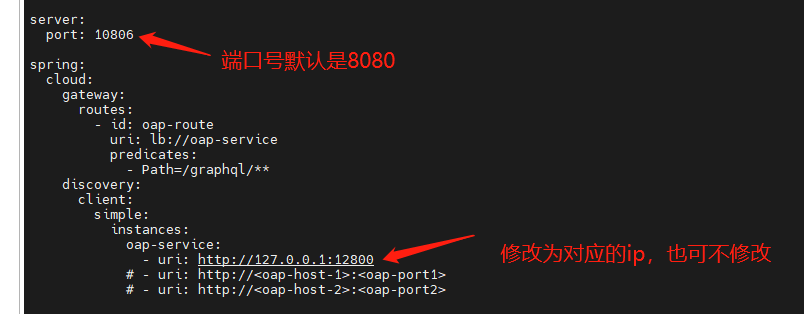 server:
  port: 10806
端口号默认是8080
spring:
  cloud:
    gateway:
      routes:
        - id: oap-route
          uri: lb://oap-service
          predicates:
            - Path=/graphql/**
    discovery:
      client:
        simple:
          instances:
            oap-service:
              - uri: http://127.0.0.1:12800
修改为对应的ip，也可不修改
            # - uri: http://<oap-host-1>:<oap-port1>
            # - uri: http://<oap-host-2>:<oap-port2>